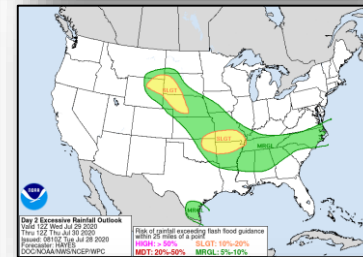 SLGT
SLGT
MRGL
MRGL
NOAA
Day 2 Excessive Rainfall Outlook
Valid 12Z Wed Jul 29 2020
Thru 12Z Thu Jul 30 2020
Issued: 0810Z Tue Jul 28 2020
Forecaster: HAYES
DOC/NOAA/NWS/NCEP/WPC
Risk of rainfall exceeding flash flood guidance
within 25 miles of a point
HIGH: > 50%
SLGT: 10%-20%
MDT: 20%-50%
MRGL: 5%-10%